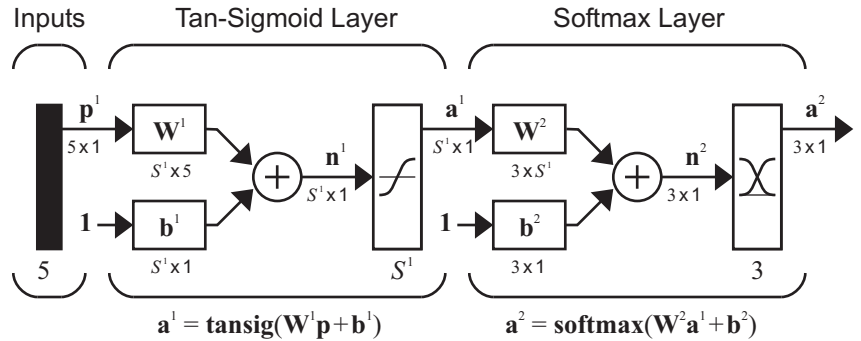 Inputs Tan-Sigmoid Layer Softmax Layer
p¹ W¹ n¹ a¹ W² n² a²
5 x 1 S¹ x 5 S¹ x 1 S¹ x 1 3 x S¹ 3 x 1 3 x 1
1 b¹ 1 b²
S¹ x 1 3 x 1
5 S¹ 3
a¹ = tansig(W¹p+b¹) a² = softmax(W²a¹+b²)